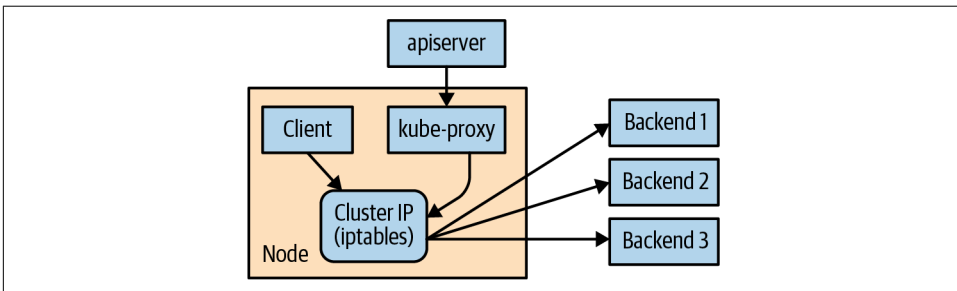 apiserver
Client
kube-proxy
Backend 1
Backend 2
Backend 3
Cluster IP
(iptables)
Node